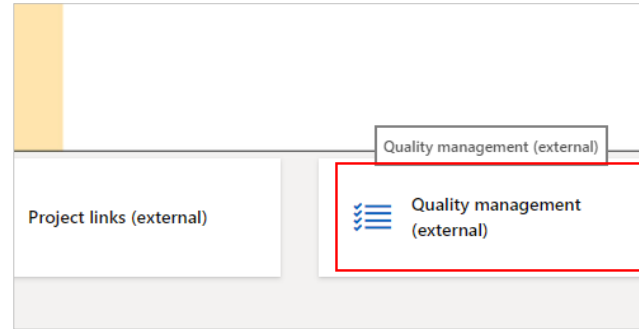 Quality management (external)
Project links (external)
Quality management
(external)